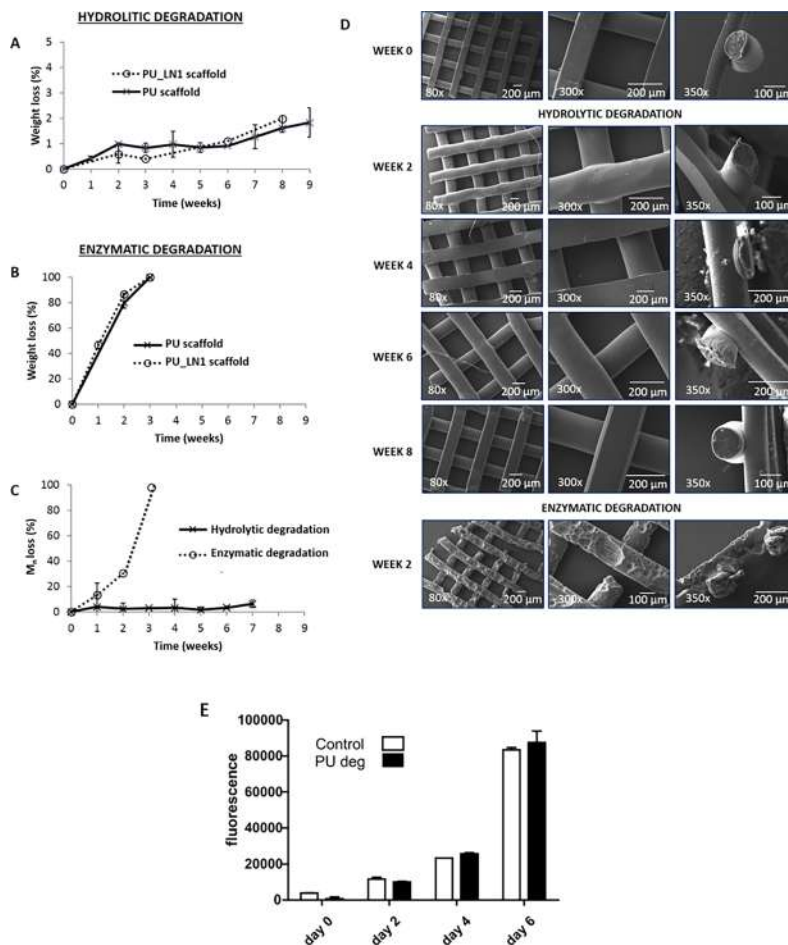 HYDROLITIC DEGRADATION
A
PU_LN1 scaffold
PU scaffold
Weight loss (%)
5
4
3
2
1
0
0 1 2 3 4 5 6 7 8 9
Time (weeks)
ENZYMATIC DEGRADATION
B
Weight loss (%)
100
80
60
40
20
0
PU scaffold
PU_LN1 scaffold
0 1 2 3 4 5 6 7 8 9
Time (weeks)
C
Mn loss (%)
100
80
60
40
20
0
Hydrolytic degradation
Enzymatic degradation
0 1 2 3 4 5 6 7 8 9
Time (weeks)
D
WEEK 0
80x 200 µm
300x 200 µm
350x 100 µm
HYDROLYTIC DEGRADATION
WEEK 2
80x 200 µm
300x 200 µm
350x 100 µm
WEEK 4
80x 200 µm
300x 200 µm
350x 200 µm
WEEK 6
80x 200 µm
300x 200 µm
350x 200 µm
WEEK 8
80x 200 µm
300x 200 µm
350x 100 µm
ENZYMATIC DEGRADATION
WEEK 2
80x 200 µm
300x 100 µm
350x 200 µm
E
fluorescence
100000
80000
60000
40000
20000
0
Control
PU deg
day 0
day 2
day 4
day 6